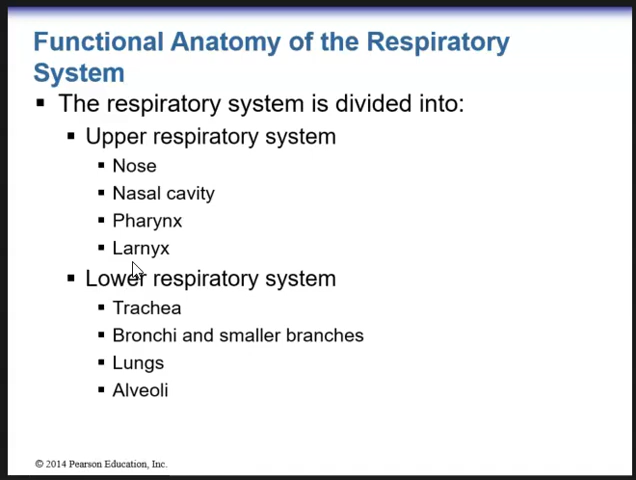 Functional Anatomy of the Respiratory
System
▪ The respiratory system is divided into:
▪ Upper respiratory system
▪ Nose
▪ Nasal cavity
▪ Pharynx
▪ Larnyx
▪ Lower respiratory system
▪ Trachea
▪ Bronchi and smaller branches
▪ Lungs
▪ Alveoli
© 2014 Pearson Education, Inc.